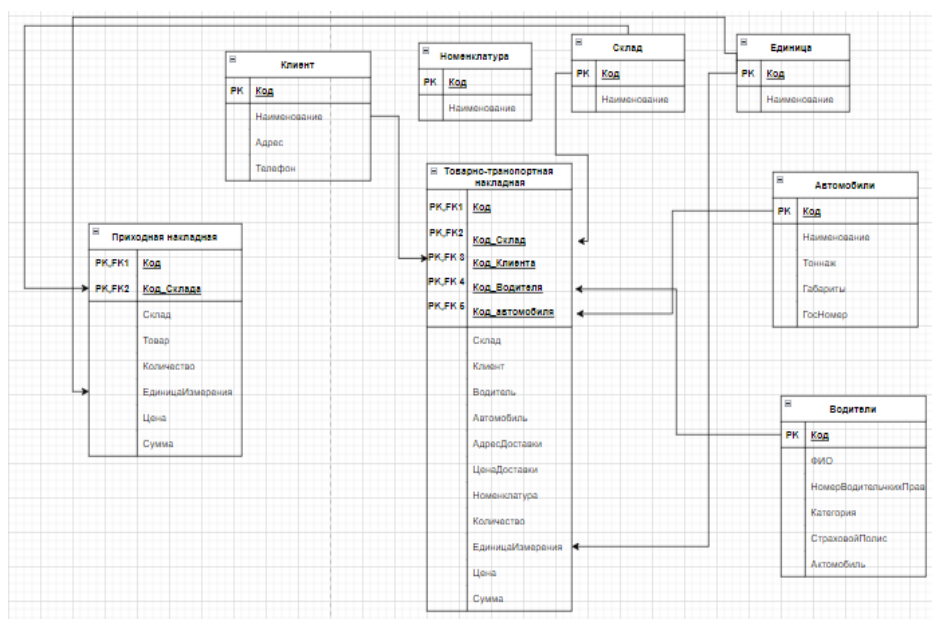 Клиент
PK Код
Наименование
Адрес
Телефон
Номенклатура
PK Код
Наименование
Склад
PK Код
Наименование
Единица
PK Код
Наименование
Приходная накладная
PK,FK1 Код
PK,FK2 Код_Склада
Склад
Товар
Количество
ЕдиницаИзмерения
Цена
Сумма
Товарно-транспортная
накладная
PK,FK1 Код
PK,FK2 Код_Склад
PK,FK 3 Код_Клиента
PK,FK 4 Код_Водителя
PK,FK 5 Код_автомобиля
Склад
Клиент
Водитель
Автомобиль
АдресДоставки
ЦенаДоставки
Номенклатура
Количество
ЕдиницаИзмерения
Цена
Сумма
Автомобили
PK Код
Наименование
Тоннаж
Габариты
ГосНомер
Водители
PK Код
ФИО
НомерВодительчкихПрав
Категория
СтраховойПолис
Актомобиль